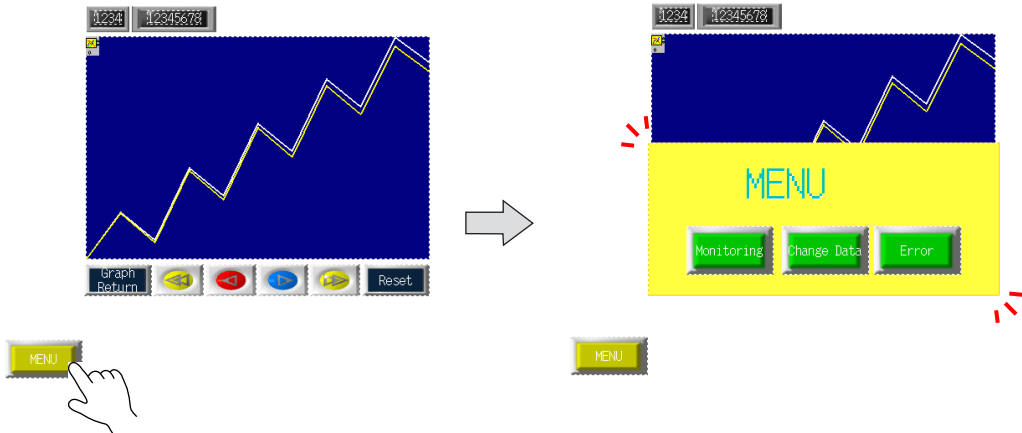 1234 12345678
Graph
Return
Reset
MENU
1234 12345678
MENU
Monitoring
Change Data
Error
MENU